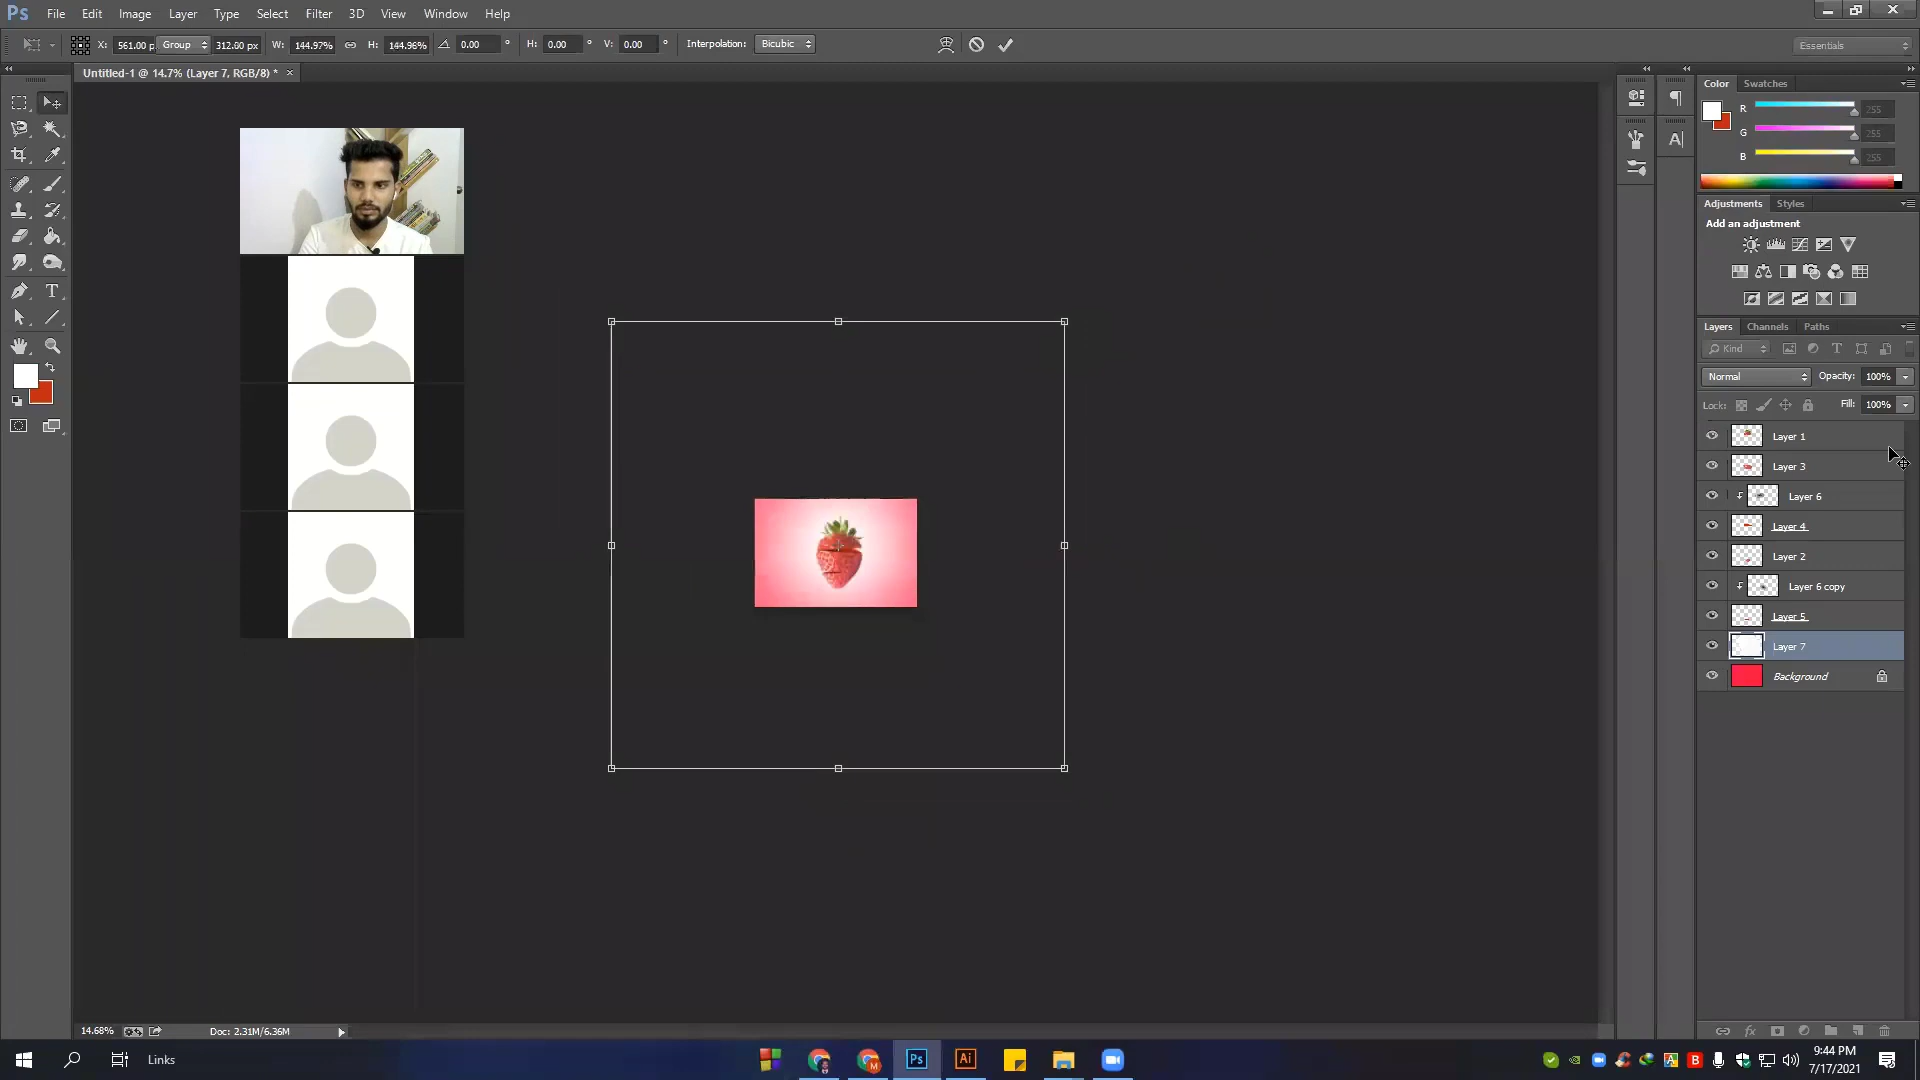 Ps File Edit Image Layer Type Select Filter 3D View Window Help
X: 561.00 p Group 312.00 px W: 144.97% H: 144.96% 0.00 ° H: 0.00 ° V: 0.00 ° Interpolation: Bicubic Essentials
Untitled-1 @ 14.7% (Layer 7, RGB/8) * ×
Color Swatches
R 255
G 255
B 255
Adjustments Styles
Add an adjustment
Layers Channels Paths
Kind
Normal Opacity: 100%
Lock: Fill: 100%
Layer 1
Layer 3
Layer 6
Layer 4
Layer 2
Layer 6 copy
Layer 5
Layer 7
Background
14.68% Doc: 2.31M/6.36M
Links Ps Ai 9:44 PM
7/17/2021